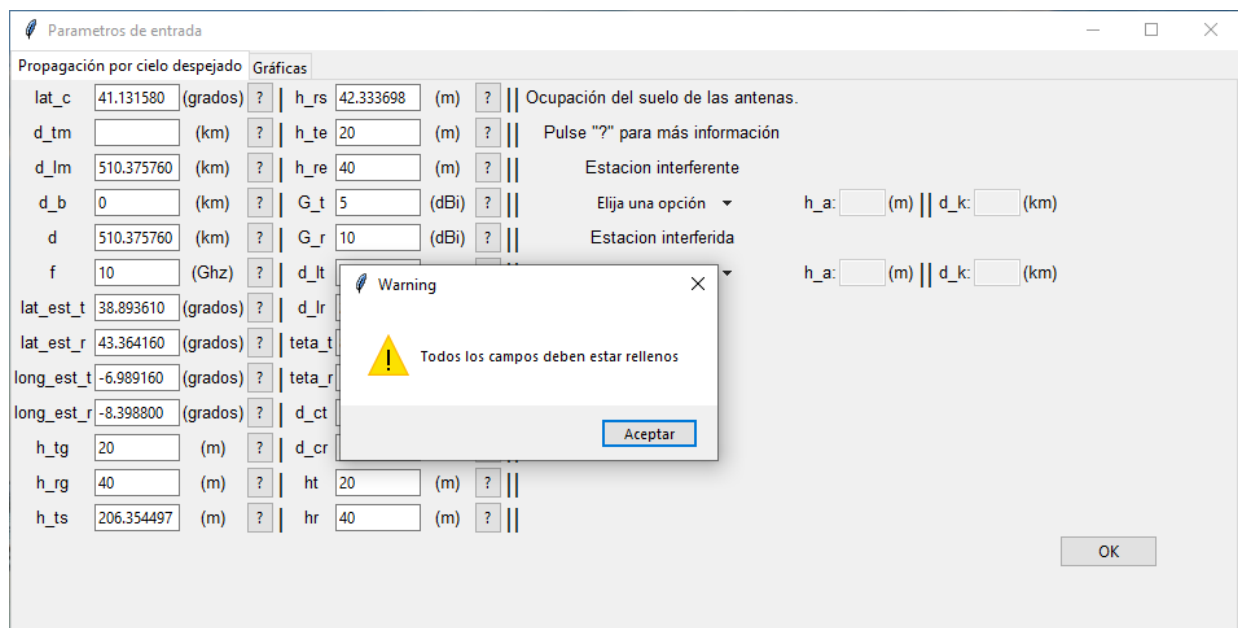 Parametros de entrada
Propagación por cielo despejado Gráficas
lat_c 41.131580 (grados) ? h_rs 42.333698 (m) ? Ocupación del suelo de las antenas.
d_tm (km) ? h_te 20 (m) ? Pulse "?" para más información
d_lm 510.375760 (km) ? h_re 40 (m) ? Estacion interferente
d_b 0 (km) ? G_t 5 (dBi) ? Elija una opción h_a: (m) d_k: (km)
d 510.375760 (km) ? G_r 10 (dBi) ? Estacion interferida
f 10 (Ghz) ? d_lt h_a: (m) d_k: (km)
Warning
lat_est_t 38.893610 (grados) ? d_lr
lat_est_r 43.364160 (grados) ? teta_t
Todos los campos deben estar rellenos
long_est_t -6.989160 (grados) ? teta_r
long_est_r -8.398800 (grados) ? d_ct
Aceptar
h_tg 20 (m) ? d_cr
h_rg 40 (m) ? ht 20 (m) ?
h_ts 206.354497 (m) ? hr 40 (m) ?
OK